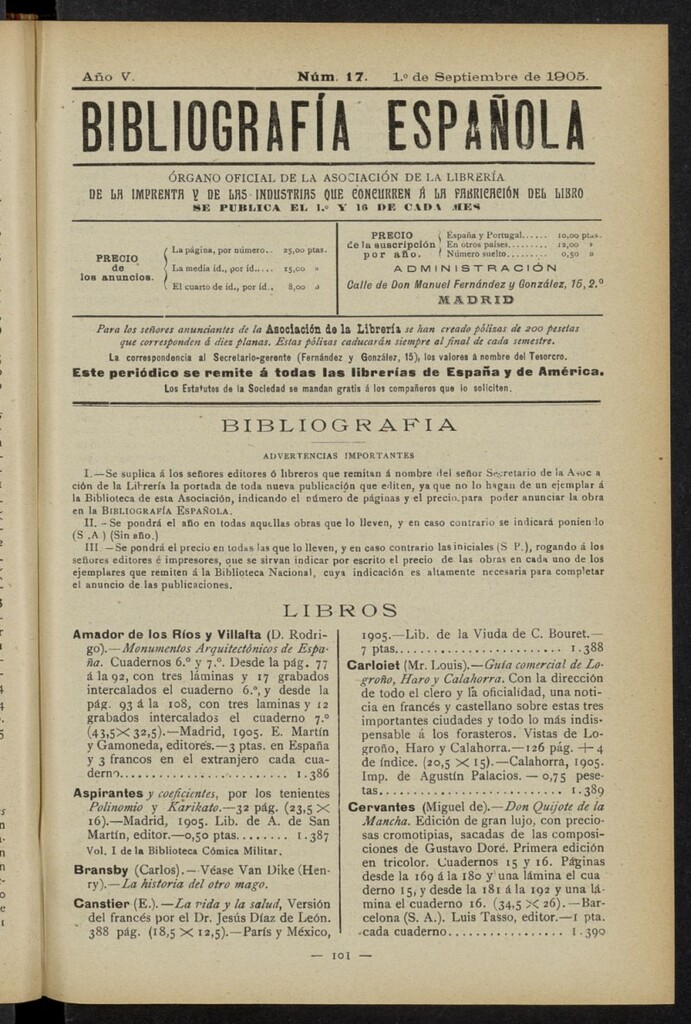 Año V. Núm. 17. 1.º de Septiembre de 1905.
BIBLIOGRAFÍA ESPAÑOLA
ÓRGANO OFICIAL DE LA ASOCIACIÓN DE LA LIBRERÍA
DE LA IMPRENTA Y DE LAS INDUSTRIAS QUE CONCURREN Á LA FABRICACIÓN DEL LIBRO
SE PUBLICA EL 1.º Y 16 DE CADA MES
PRECIO
de
los anuncios.
La página, por número.. 25,00 ptas.
La media íd., por íd..... 15,00 »
El cuarto de íd., por íd. 8,00 »
PRECIO
de la suscripción
por año.
España y Portugal...... 10,00 ptas.
En otros países......... 12,00 »
Número suelto.......... 0,50 »
ADMINISTRACIÓN
Calle de Don Manuel Fernández y González, 15, 2.º
MADRID
Para los señores anunciantes de la Asociación de la Librería se han creado pólizas de 200 pesetas
que corresponden á diez planas. Estas pólizas caducarán siempre al final de cada semestre.
La correspondencia al Secretario-gerente (Fernández y González, 15), los valores á nombre del Tesorero.
Este periódico se remite á todas las librerías de España y de América.
Los Estatutos de la Sociedad se mandan gratis á los compañeros que lo soliciten.
BIBLIOGRAFIA
ADVERTENCIAS IMPORTANTES
I.—Se suplica á los señores editores ó libreros que remitan á nombre del señor Secretario de la Asoc a
ción de la Librería la portada de toda nueva publicación que editen, ya que no lo hagan de un ejemplar á
la Biblioteca de esta Asociación, indicando el número de páginas y el precio para poder anunciar la obra
en la BIBLIOGRAFÍA ESPAÑOLA.
II. - Se pondrá el año en todas aquellas obras que lo lleven, y en caso contrario se indicará ponien lo
(S .A ) (Sin año.)
III —Se pondrá el precio en todas las que lo lleven, y en caso contrario las iniciales (S P.), rogando á los
señores editores é impresores, que se sirvan indicar por escrito el precio de las obras en cada uno de los
ejemplares que remiten á la Biblioteca Nacional, cuya indicación es altamente necesaria para completar
el anuncio de las publicaciones.
LIBROS
Amador de los Ríos y Villalta (D. Rodri-
go).—Monumentos Arquitectónicos de Espa-
ña. Cuadernos 6.º y 7.º. Desde la pág. 77
á la 92, con tres láminas y 17 grabados
intercalados el cuaderno 6.º, y desde la
pág. 93 á la 108, con tres laminas y 12
grabados intercalados el cuaderno 7.º
(43,5 × 32,5).—Madrid, 1905. E. Martín
y Gamoneda, editores.—3 ptas. en España
y 3 francos en el extranjero cada cua-
derno..................... 1.386
Aspirantes y coeficientes, por los tenientes
Polinomio y Karikato.—32 pág. (23,5 ×
16).—Madrid, 1905. Lib. de A. de San
Martín, editor.—0,50 ptas........ 1.387
Vol. I de la Biblioteca Cómica Militar.
Bransby (Carlos).—Véase Van Dike (Hen-
ry).—La historia del otro mago.
Canstier (E.).—La vida y la salud, Versión
del francés por el Dr. Jesús Díaz de León.
388 pág. (18,5 × 12,5).—París y México,
1905.—Lib. de la Viuda de C. Bouret.—
7 ptas..................... 1.388
Carloiet (Mr. Louis).—Guía comercial de Lo-
groño, Haro y Calahorra. Con la dirección
de todo el clero y la oficialidad, una noti-
cia en francés y castellano sobre estas tres
importantes ciudades y todo lo más indis-
pensable á los forasteros. Vistas de Lo-
groño, Haro y Calahorra.—126 pág. + 4
de índice. (20,5 × 15).—Calahorra, 1905.
Imp. de Agustín Palacios.—0,75 pese-
tas....................... 1.389
Cervantes (Miguel de).—Don Quijote de la
Mancha. Edición de gran lujo, con precio-
sas cromotipias, sacadas de las composi-
ciones de Gustavo Doré. Primera edición
en tricolor. Cuadernos 15 y 16. Páginas
desde la 169 á la 180 y una lámina el cua
derno 15, y desde la 181 á la 192 y una lá-
mina el cuaderno 16. (34,5 × 26).—Bar-
celona (S. A.). Luis Tasso, editor.—1 pta.
cada cuaderno................ 1.390
— 101 —